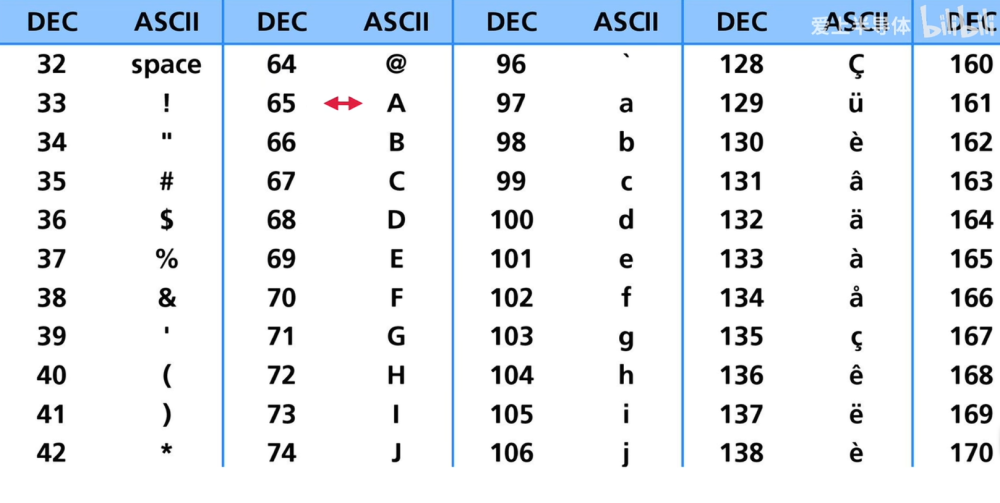 DEC ASCII DEC ASCII DEC ASCII DEC ASCII DEC
爱上半导体 bilibili
32 space 64 @ 96 ` 128 Ç 160
33 ! 65 A 97 a 129 ü 161
34 " 66 B 98 b 130 è 162
35 # 67 C 99 c 131 â 163
36 $ 68 D 100 d 132 ä 164
37 % 69 E 101 e 133 à 165
38 & 70 F 102 f 134 å 166
39 ' 71 G 103 g 135 ç 167
40 ( 72 H 104 h 136 ê 168
41 ) 73 I 105 i 137 ë 169
42 * 74 J 106 j 138 è 170